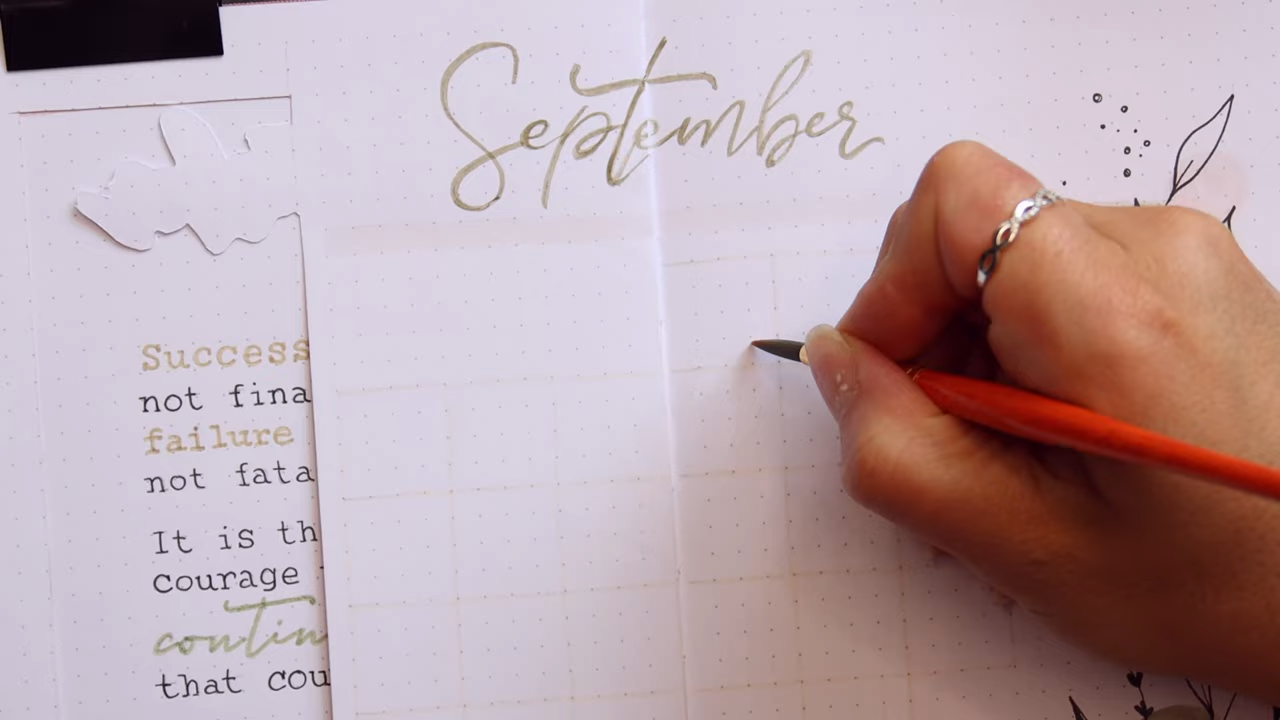 September
Success
not fina
failure
not fata
It is th
courage
contin
that cou